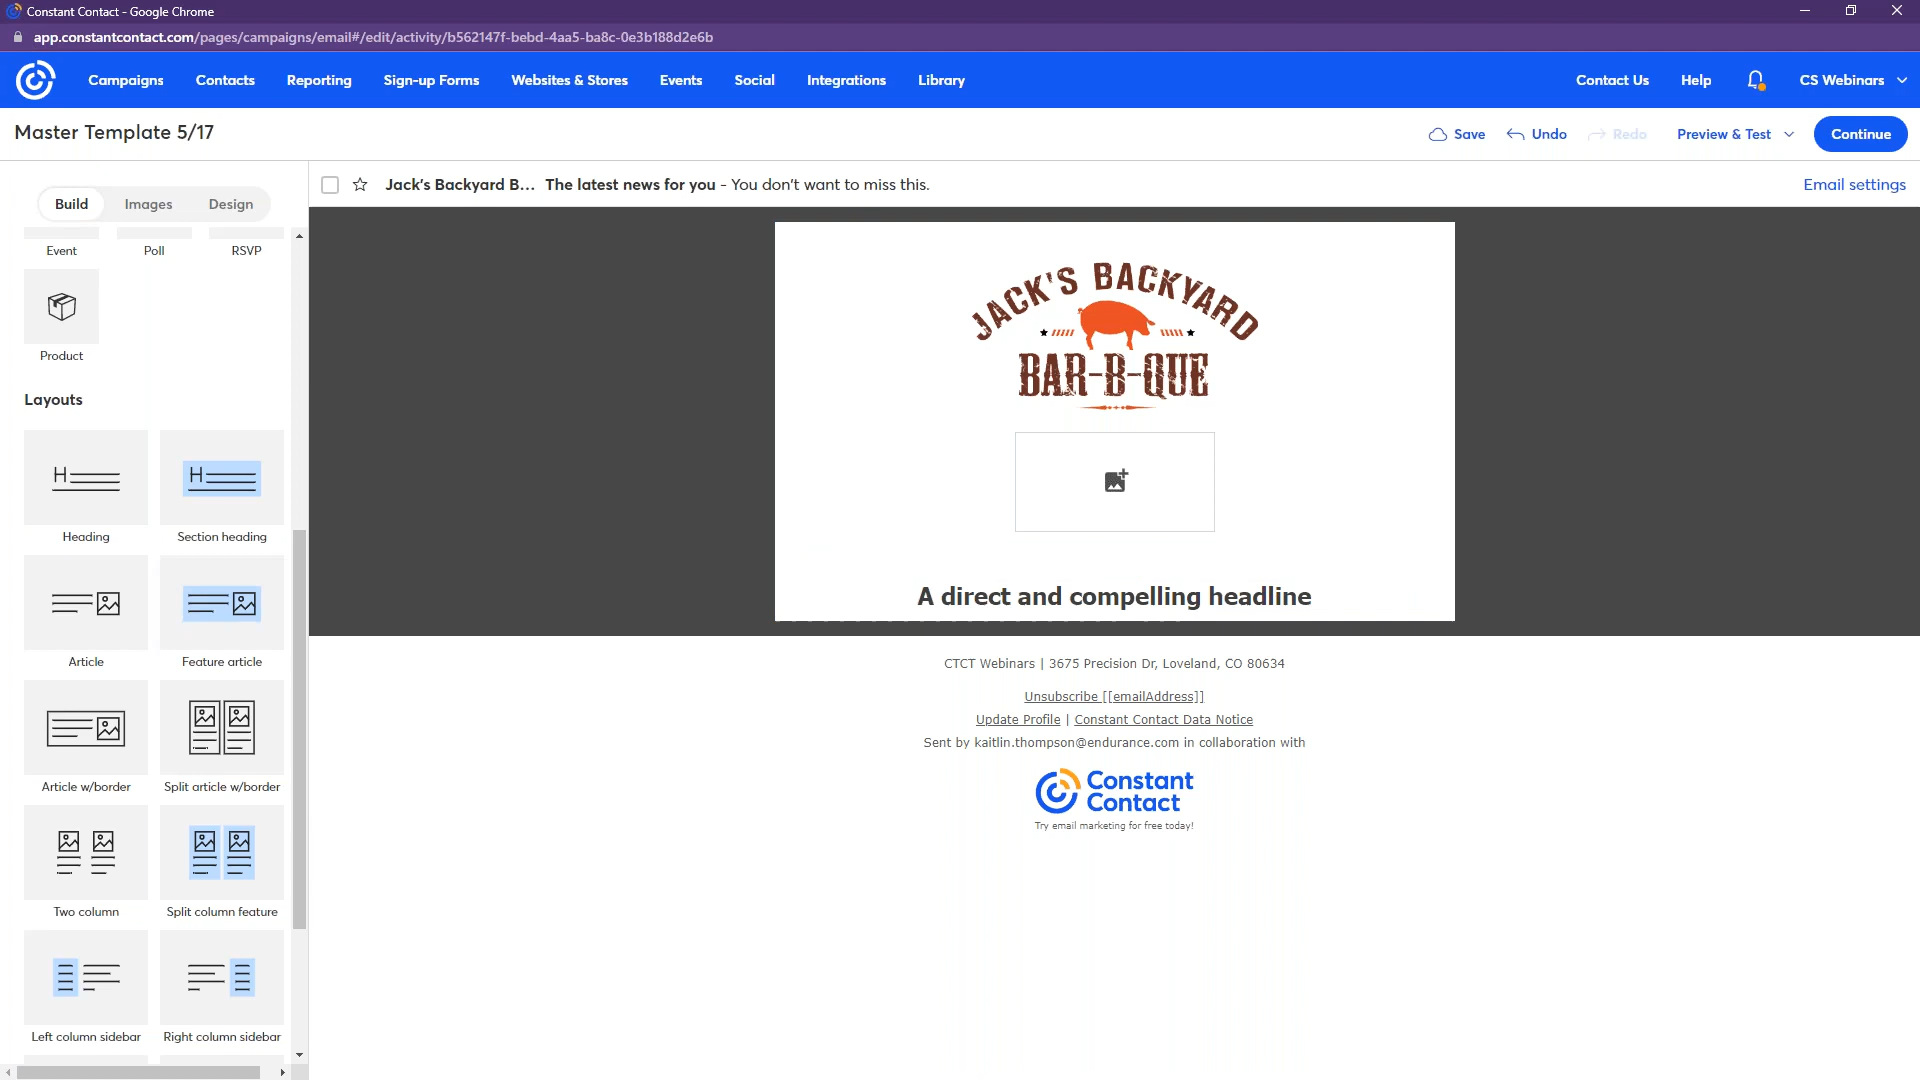 Constant Contact - Google Chrome
app.constantcontact.com/pages/campaigns/email#/edit/activity/b562147f-bebd-4aa5-ba8c-0e3b188d2e6b
Campaigns Contacts Reporting Sign-up Forms Websites & Stores Events Social Integrations Library Contact Us Help CS Webinars
Master Template 5/17 Save Undo Redo Preview & Test Continue
Jack's Backyard B... The latest news for you - You don't want to miss this. Email settings
Build Images Design
Event Poll RSVP
Product
Layouts
H H
Heading Section heading
Article Feature article
Article w/border Split article w/border
Two column Split column feature
Left column sidebar Right column sidebar
JACK'S BACKYARD
BAR-B-QUE
A direct and compelling headline
CTCT Webinars | 3675 Precision Dr, Loveland, CO 80634
Unsubscribe [[emailAddress]]
Update Profile | Constant Contact Data Notice
Sent by kaitlin.thompson@endurance.com in collaboration with
Constant
Contact
Try email marketing for free today!